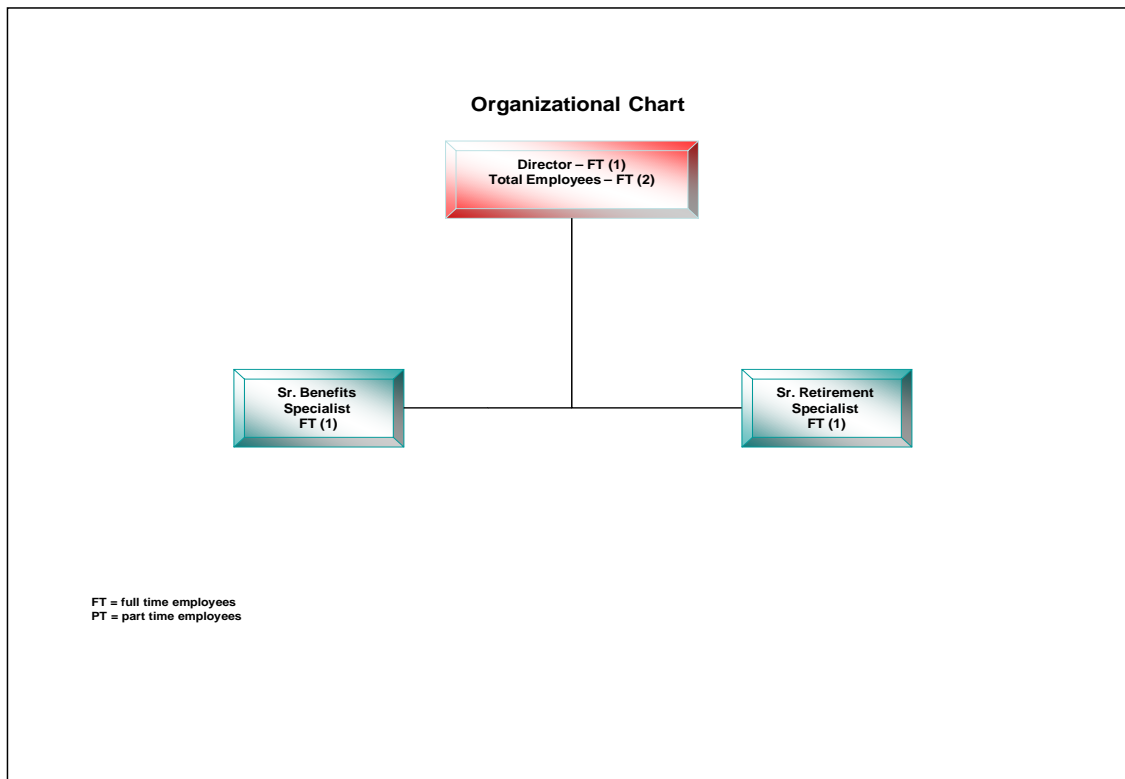 Organizational Chart
Director – FT (1)
Total Employees – FT (2)
Sr. Benefits
Specialist
FT (1)
Sr. Retirement
Specialist
FT (1)
FT = full time employees
PT = part time employees